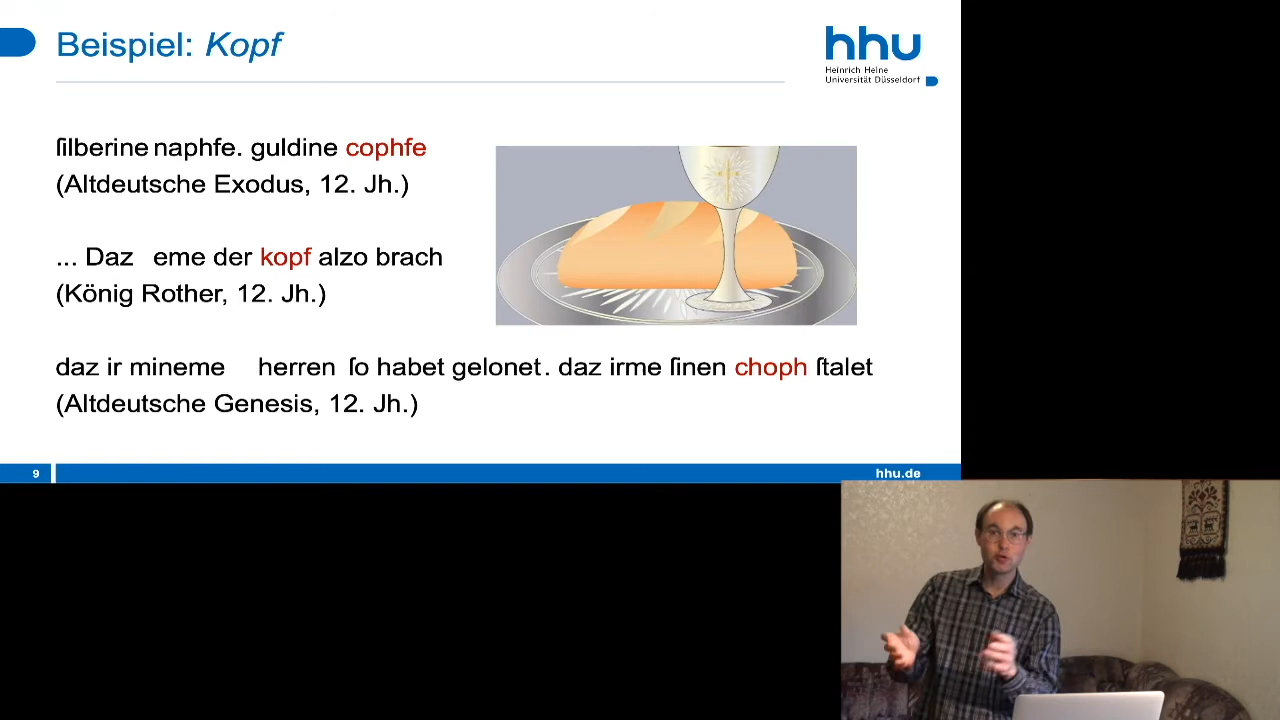 Beispiel: Kopf
hhu
Heinrich Heine
Universität Düsseldorf
ſilberine naphfe. guldine cophfe
(Altdeutsche Exodus, 12. Jh.)
... Daz eme der kopf alzo brach
(König Rother, 12. Jh.)
daz ir mineme herren ſo habet gelonet. daz irme ſinen choph ſtalet
(Altdeutsche Genesis, 12. Jh.)
9
hhu.de